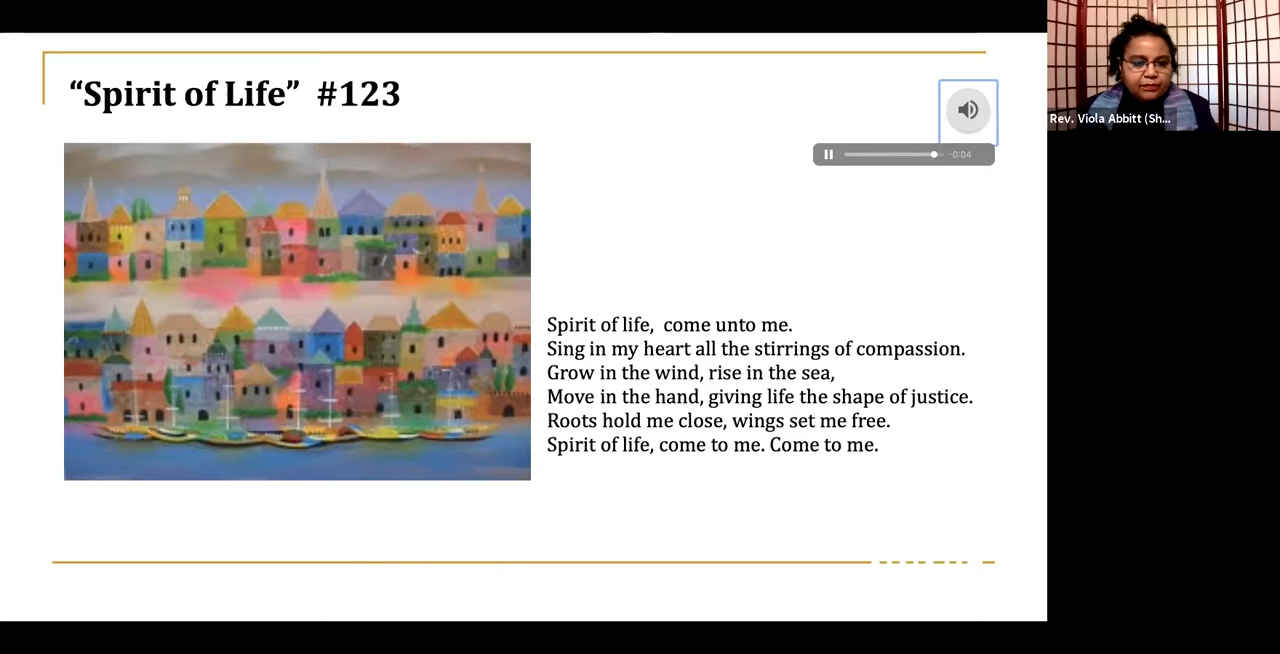 “Spirit of Life”  #123
-0:04
Rev. Viola Abbitt (Sh...
Spirit of life,  come unto me.
Sing in my heart all the stirrings of compassion.
Grow in the wind, rise in the sea,
Move in the hand, giving life the shape of justice.
Roots hold me close, wings set me free.
Spirit of life, come to me. Come to me.